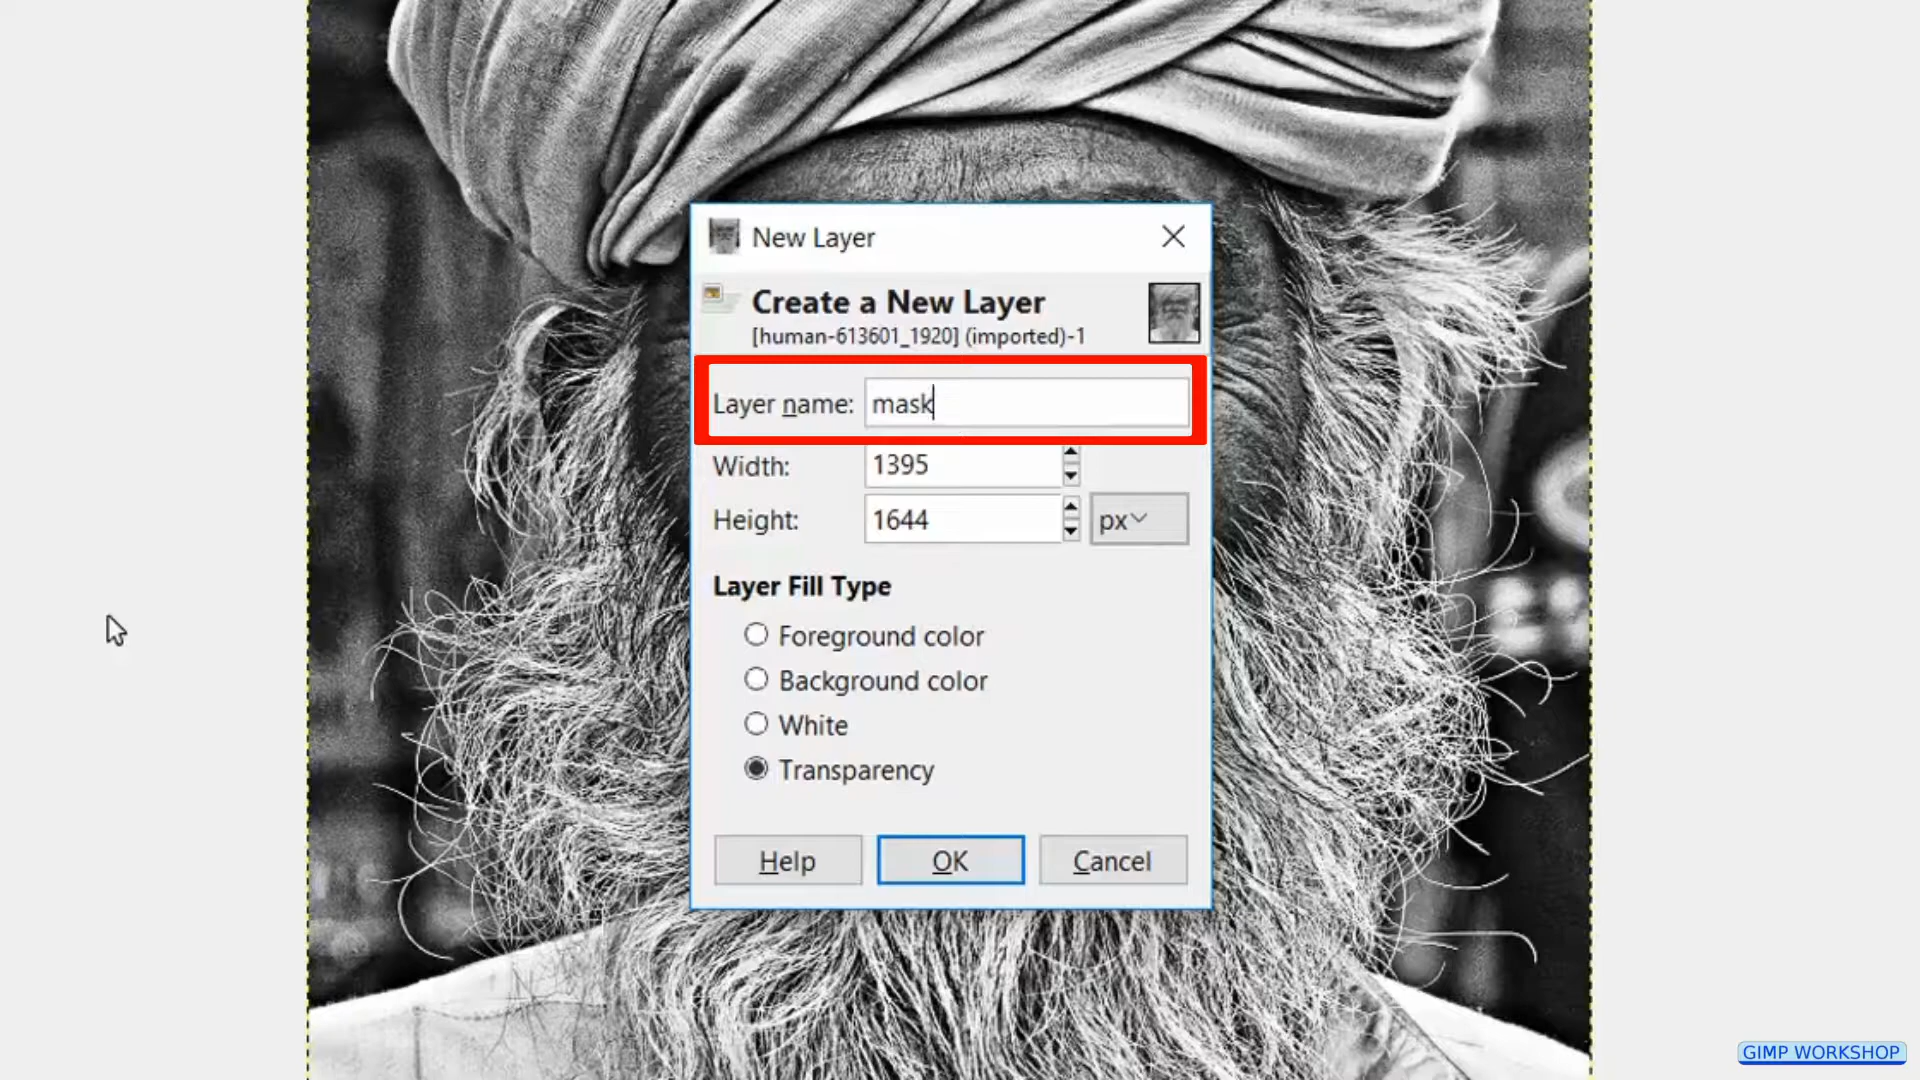 New Layer
Create a New Layer
[human-613601_1920] (imported)-1
Layer name: mask
Width: 1395
Height: 1644 px
Layer Fill Type
Foreground color
Background color
White
Transparency
Help OK Cancel
GIMP WORKSHOP